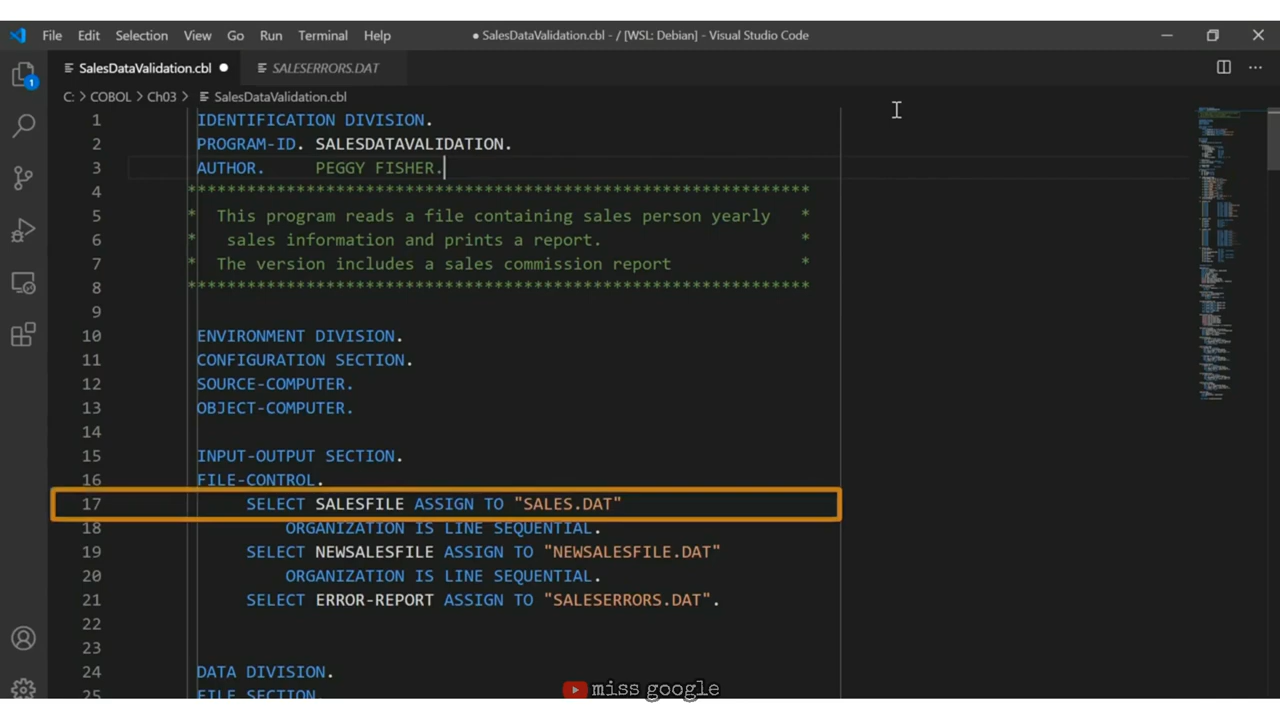 File Edit Selection View Go Run Terminal Help
● SalesDataValidation.cbl - / [WSL: Debian] - Visual Studio Code
SalesDataValidation.cbl ● SALESERRORS.DAT
C: > COBOL > Ch03 > SalesDataValidation.cbl
1
1 IDENTIFICATION DIVISION.
2 PROGRAM-ID. SALESDATAVALIDATION.
3 AUTHOR. PEGGY FISHER.
4 ***************************************************************
5 * This program reads a file containing sales person yearly *
6 * sales information and prints a report. *
7 * The version includes a sales commission report *
8 ***************************************************************
9
10 ENVIRONMENT DIVISION.
11 CONFIGURATION SECTION.
12 SOURCE-COMPUTER.
13 OBJECT-COMPUTER.
14
15 INPUT-OUTPUT SECTION.
16 FILE-CONTROL.
17 SELECT SALESFILE ASSIGN TO "SALES.DAT"
18 ORGANIZATION IS LINE SEQUENTIAL.
19 SELECT NEWSALESFILE ASSIGN TO "NEWSALESFILE.DAT"
20 ORGANIZATION IS LINE SEQUENTIAL.
21 SELECT ERROR-REPORT ASSIGN TO "SALESERRORS.DAT".
22
23
24 DATA DIVISION.
25 FILE SECTION.
miss google